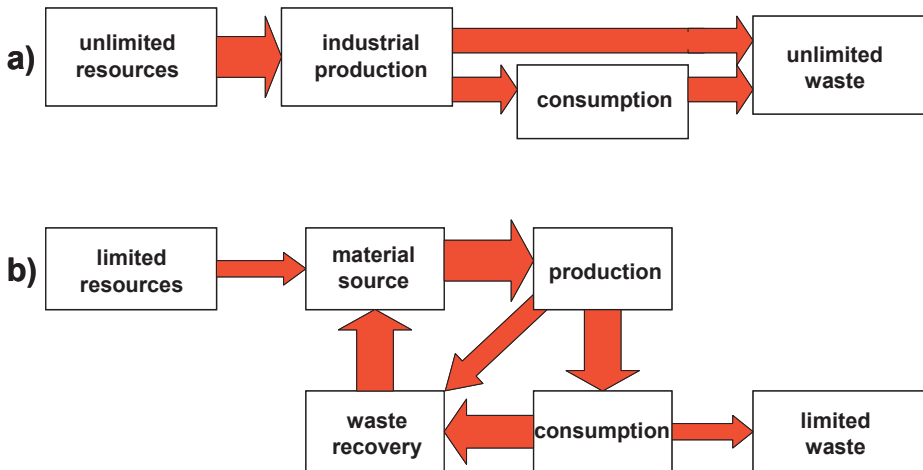 a)
unlimited
resources
industrial
production
consumption
unlimited
waste
b)
limited
resources
material
source
production
waste
recovery
consumption
limited
waste